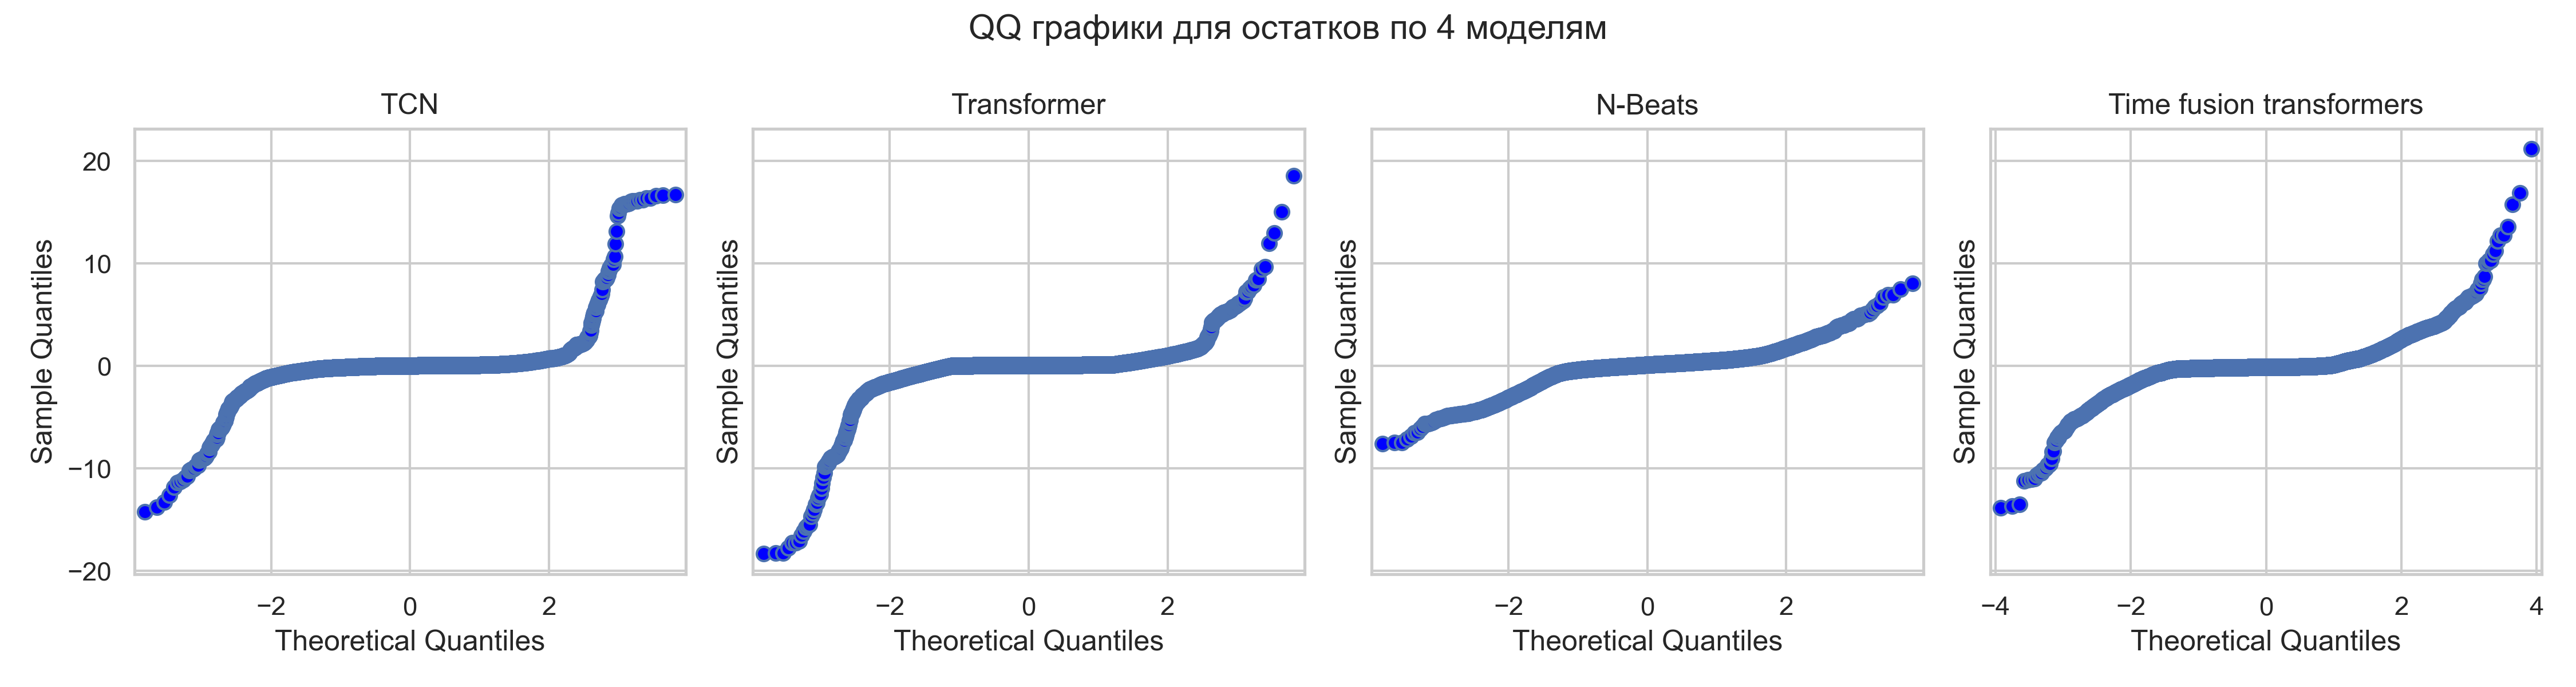 QQ графики для остатков по 4 моделям
TCN
Transformer
N-Beats
Time fusion transformers
Sample Quantiles
20
10
0
−10
−20
−2 0 2
Theoretical Quantiles
Sample Quantiles
−2 0 2
Theoretical Quantiles
Sample Quantiles
−2 0 2
Theoretical Quantiles
Sample Quantiles
−4 −2 0 2 4
Theoretical Quantiles